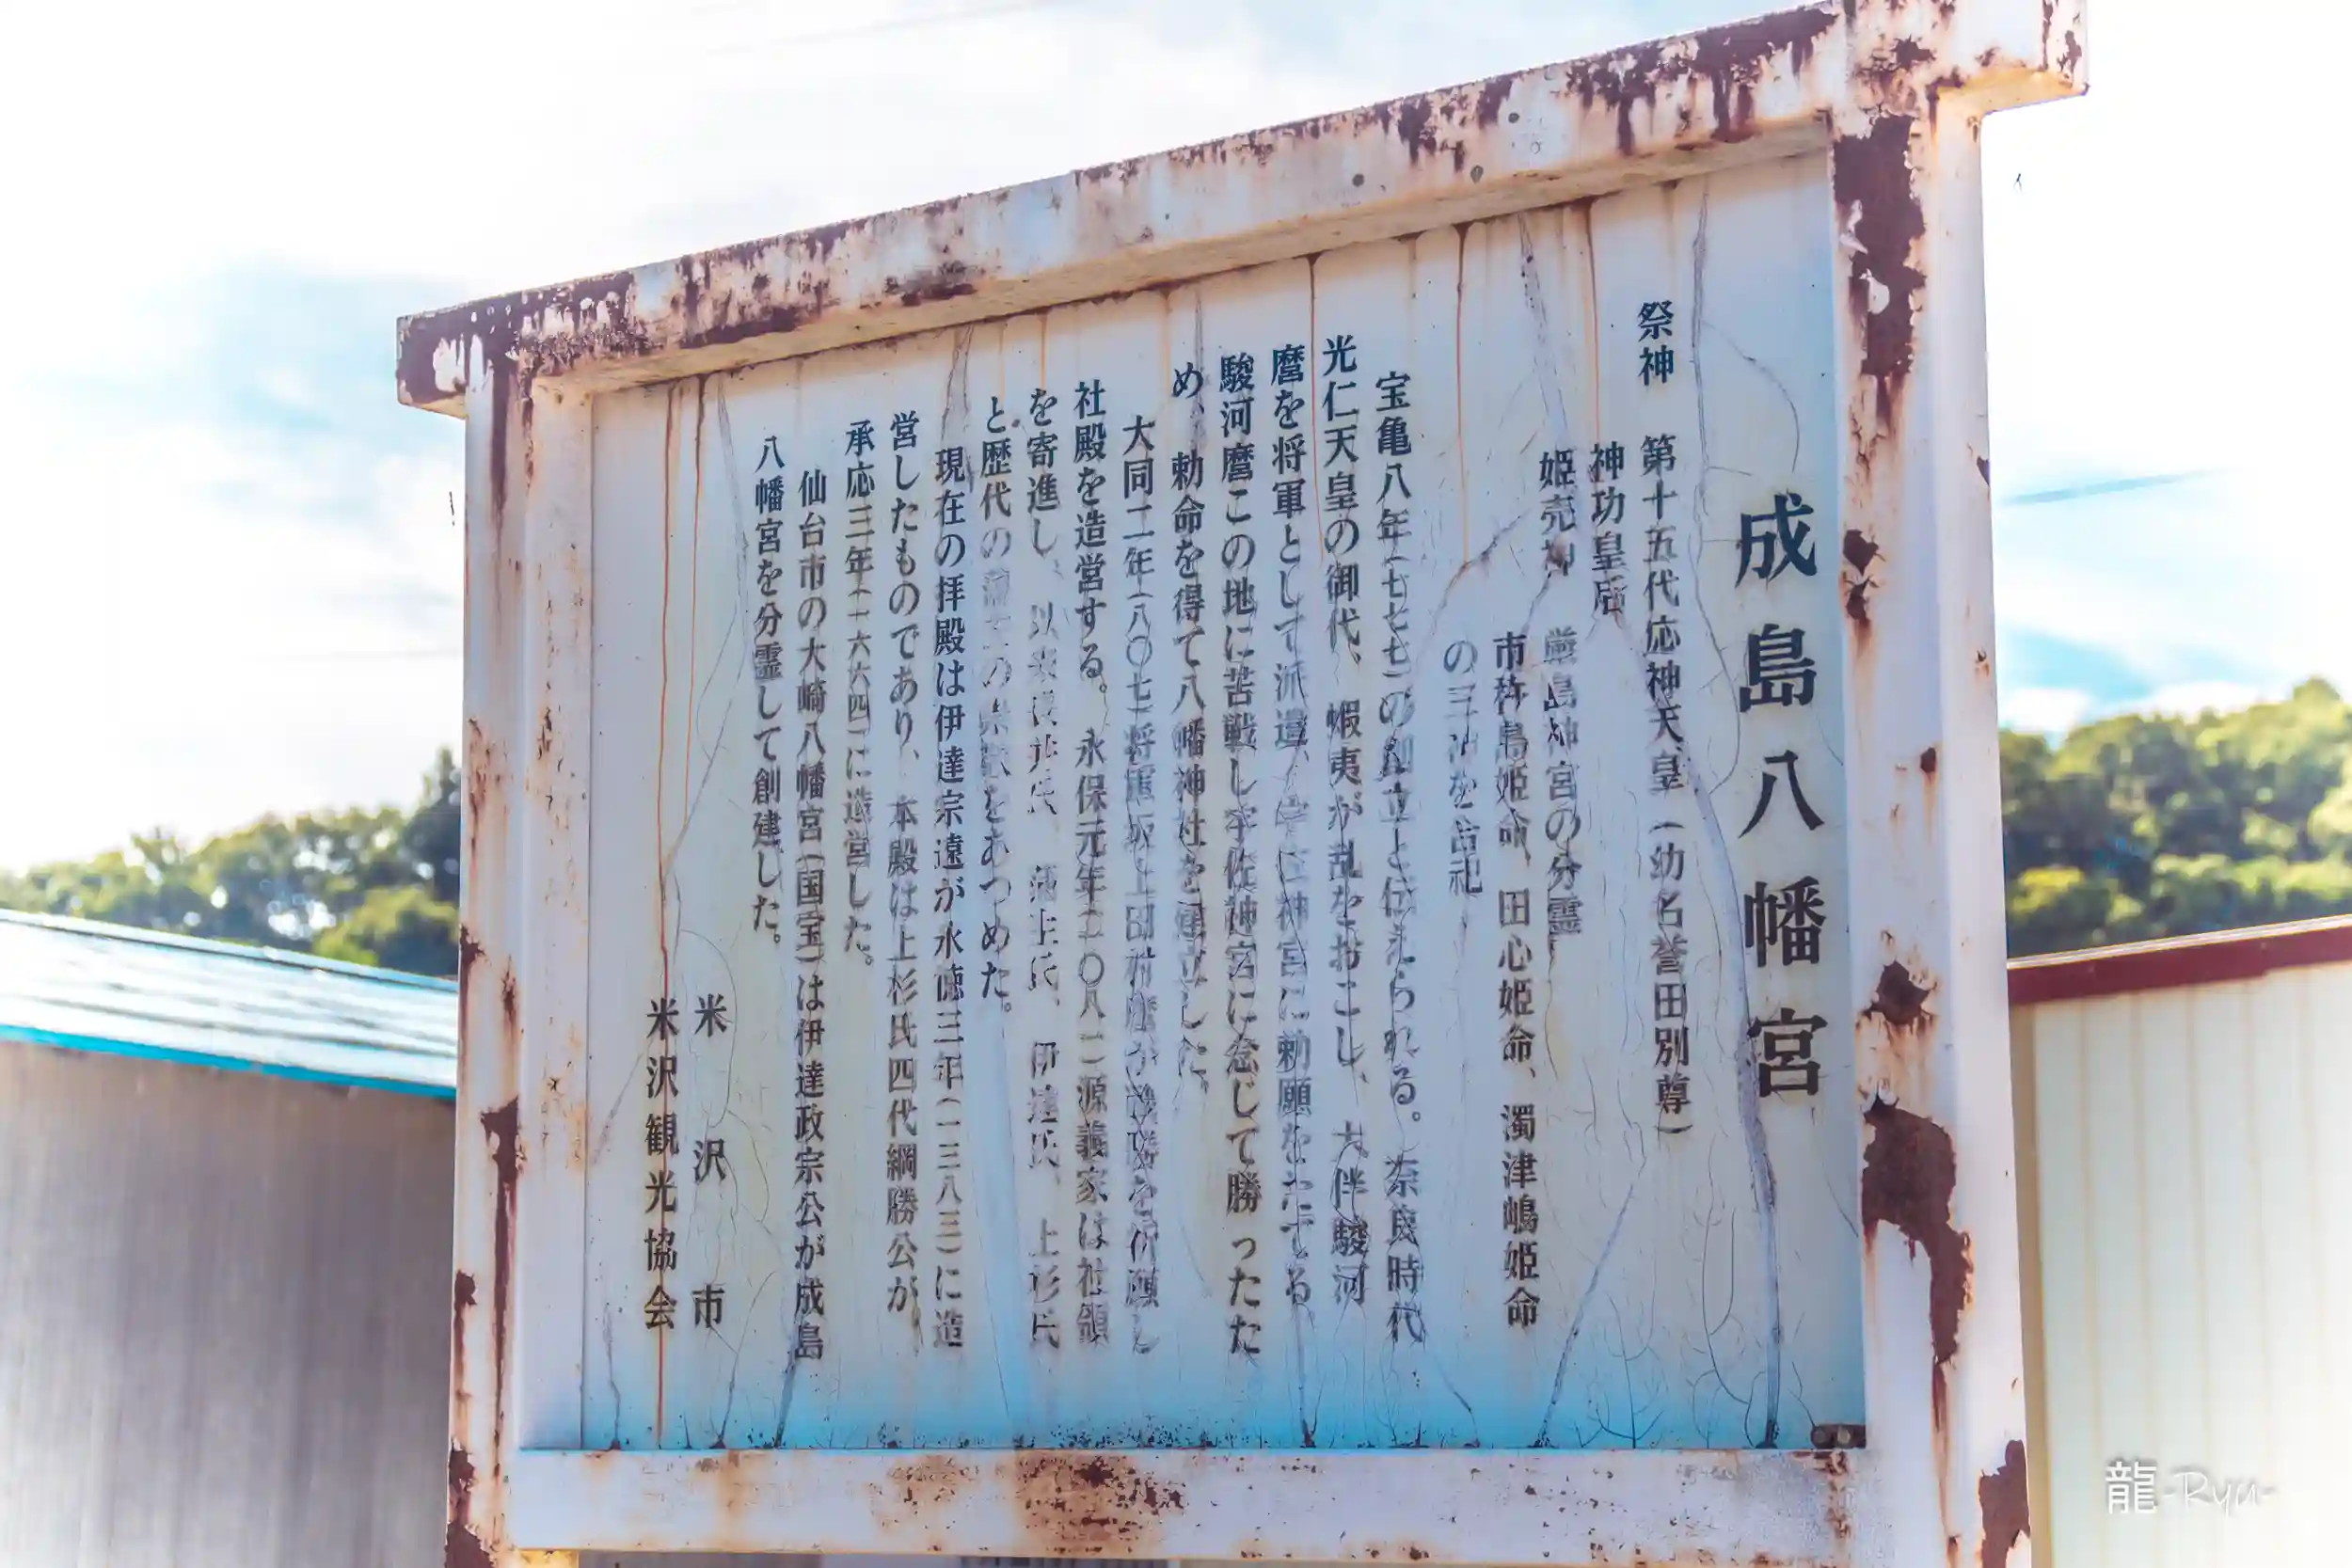 成島八幡宮
祭神 第十五代応神天皇(幼名誉田別尊)
神功皇后
姫売神 厳島神宮の分霊
市杵島姫命、田心姫命、濁津嶋姫命
の三神を合祀
宝亀八年(七七七)の創立と伝えられる。奈良時代
光仁天皇の御代、蝦夷が乱をおこし、大伴駿河
麿を将軍として派遣、宇佐神宮に勅願をたてる
駿河麿この地に苦戦し宇佐神宮に念じて勝ったた
め、勅命を得て八幡神社を建立した。
大同二年(八〇七)将軍坂上田村麿が戦勝を祈願し
社殿を造営する。永保元年(一〇八一)源義家は社領
を寄進し、以来長井氏、蒲生氏、伊達氏、上杉氏
と歴代の の崇敬をあつめた。
現在の拝殿は伊達宗遠が永徳三年(一三八三)に造
営したものであり、本殿は上杉氏四代綱勝公が、
承応三年(一六六四)に造営した。
仙台市の大崎八幡宮(国宝)は伊達政宗公が成島
八幡宮を分霊して創建した。
米沢市
米沢観光協会
龍-Ryu-